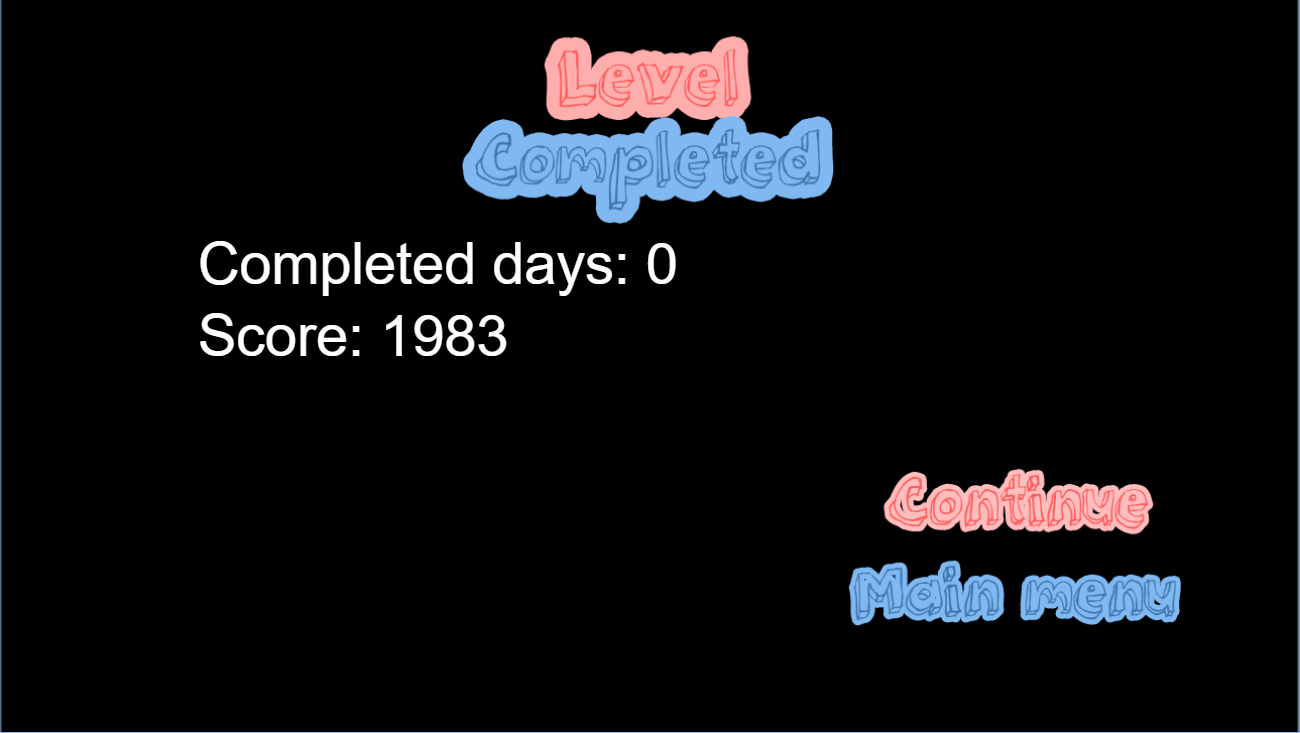 Level
Completed
Completed days: 0
Score: 1983
Continue
Main menu